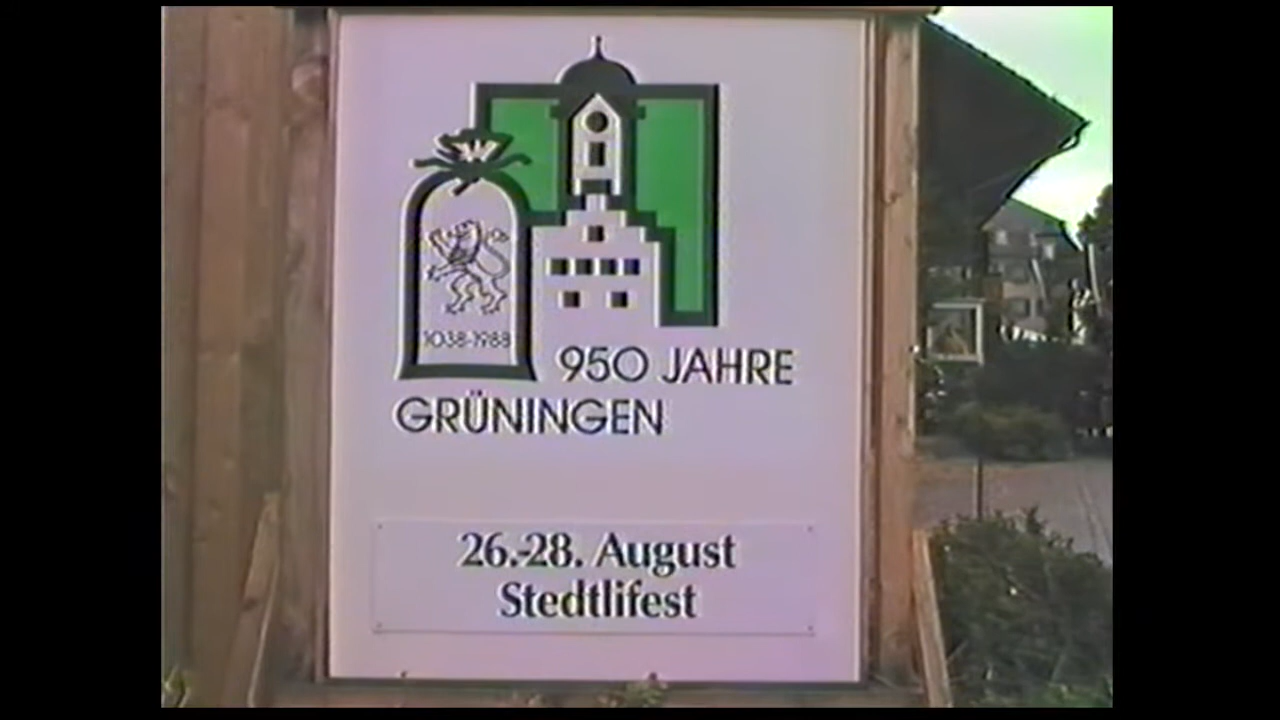 1038-1988
950 JAHRE
GRÜNINGEN
26.-28. August
Stedtlifest